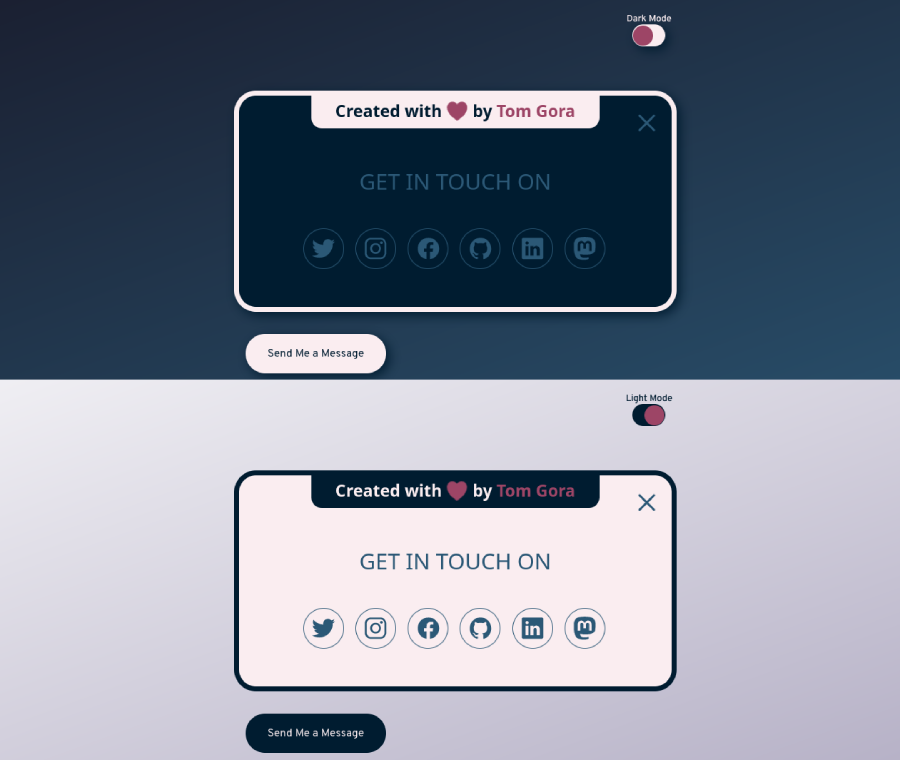 Dark Mode
Created with ❤ by Tom Gora
GET IN TOUCH ON
Send Me a Message
Light Mode
Created with ❤ by Tom Gora
GET IN TOUCH ON
Send Me a Message